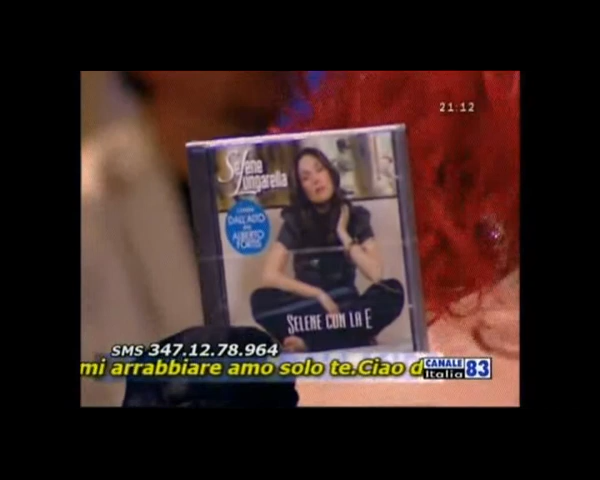 21:12
Selene
Lungarella
DALL'ALTO
ALBERTO
FORTIS
SELENE CON LA E
SMS 347.12.78.964
mi arrabbiare amo solo te.Ciao d
CANALE
Italia 83